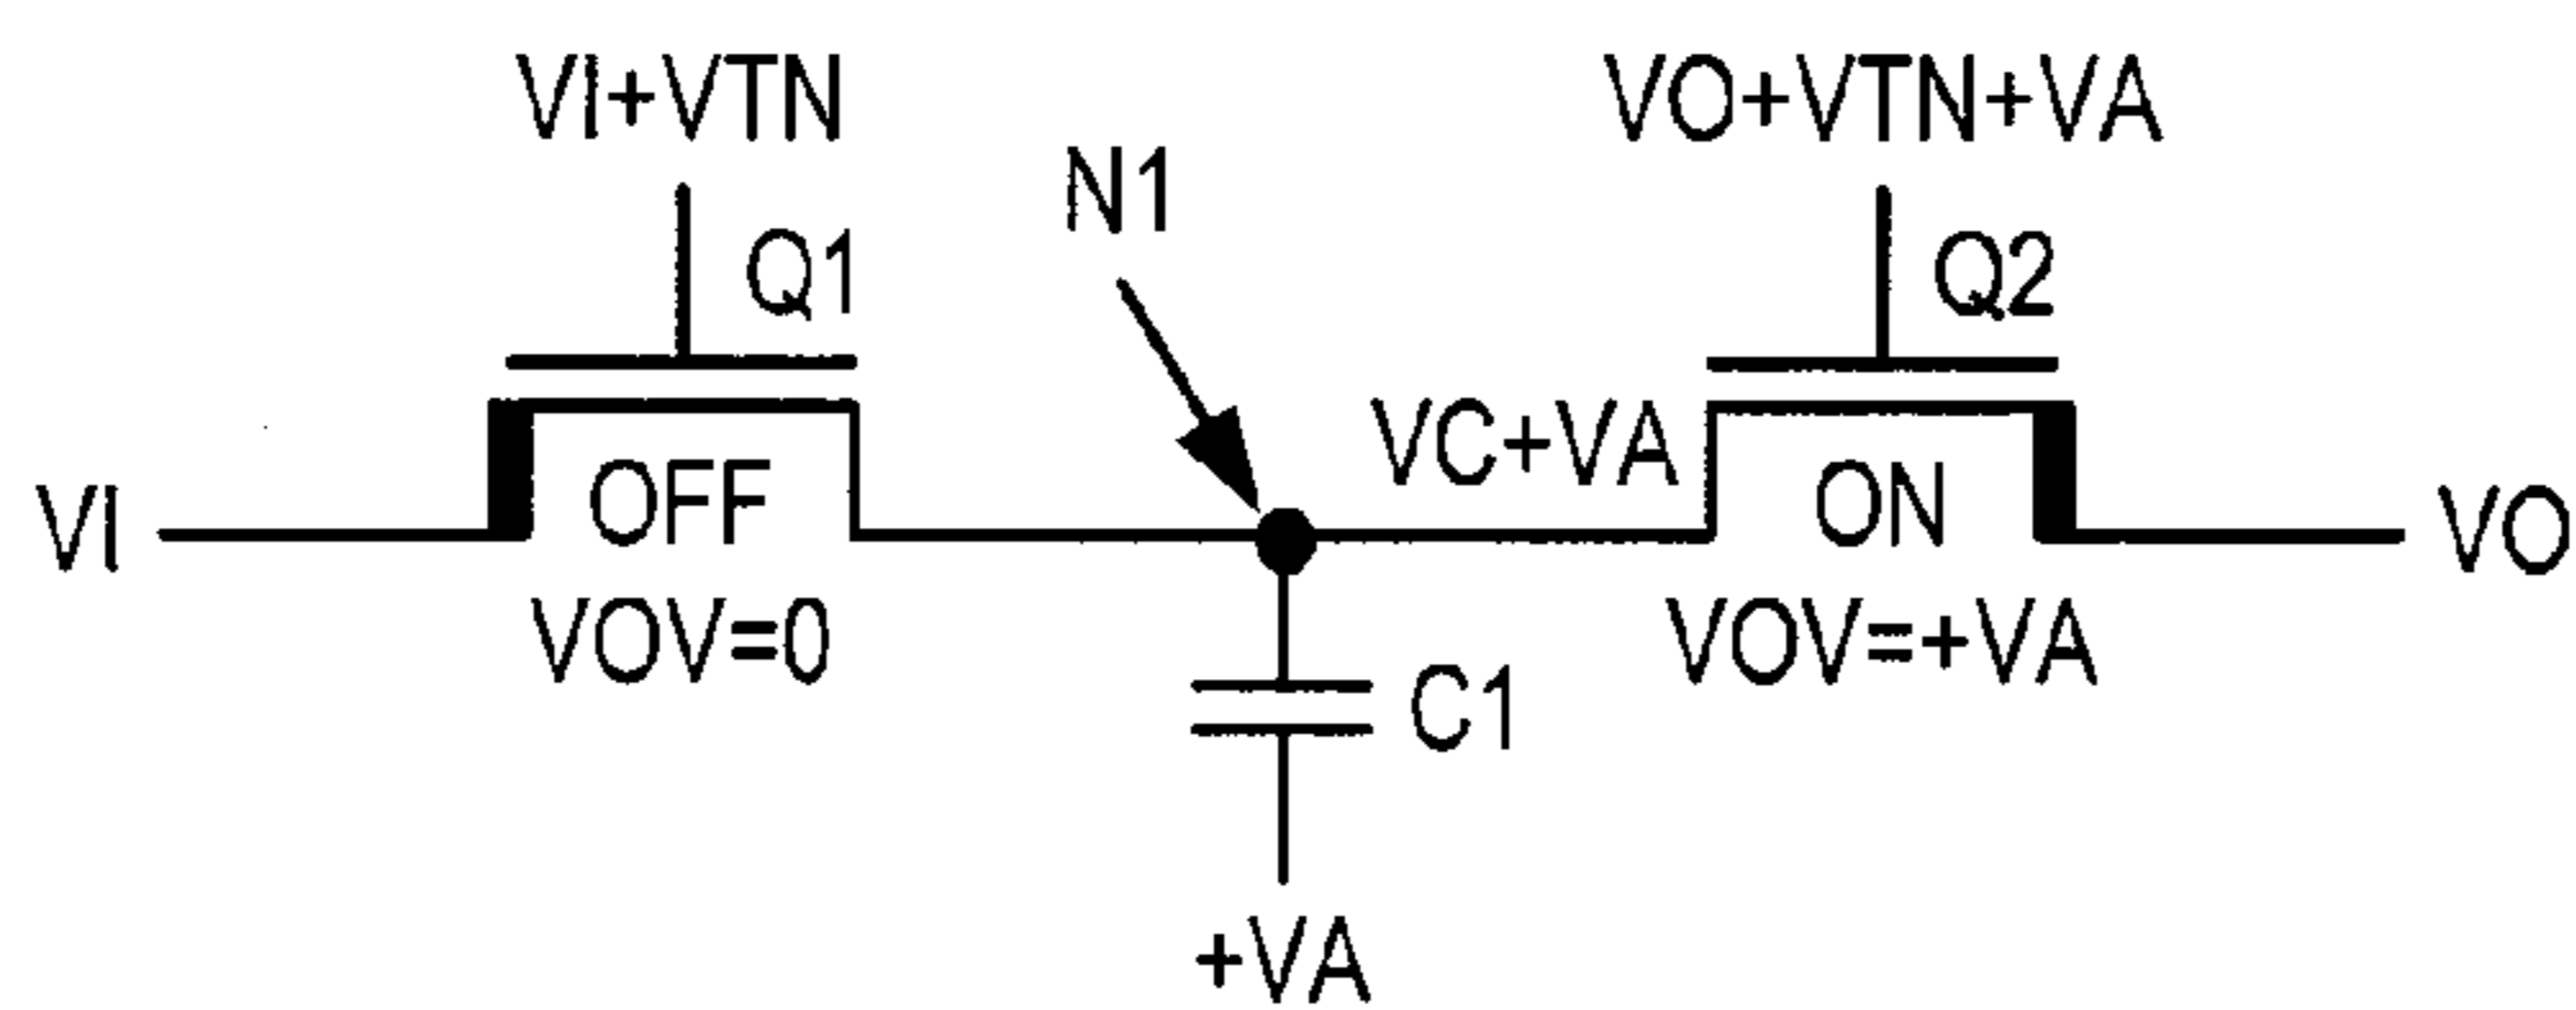 VI+VTN
VO+VTN+VA
N1
Q1
Q2
VC+VA
VI
OFF
ON
VO
VOV=0
VOV=+VA
C1
+VA